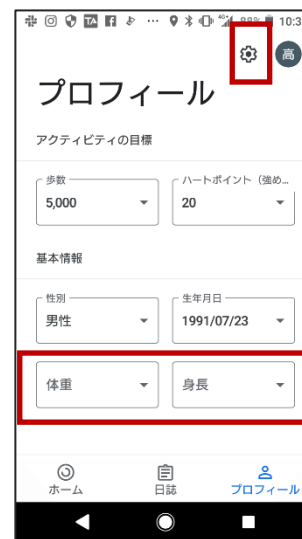 88% 10:3
高
プロフィール
アクティビティの目標
歩数
ハートポイント（強め...
5,000
20
基本情報
性別
生年月日
男性
1991/07/23
体重
身長
ホーム
日誌
プロフィール